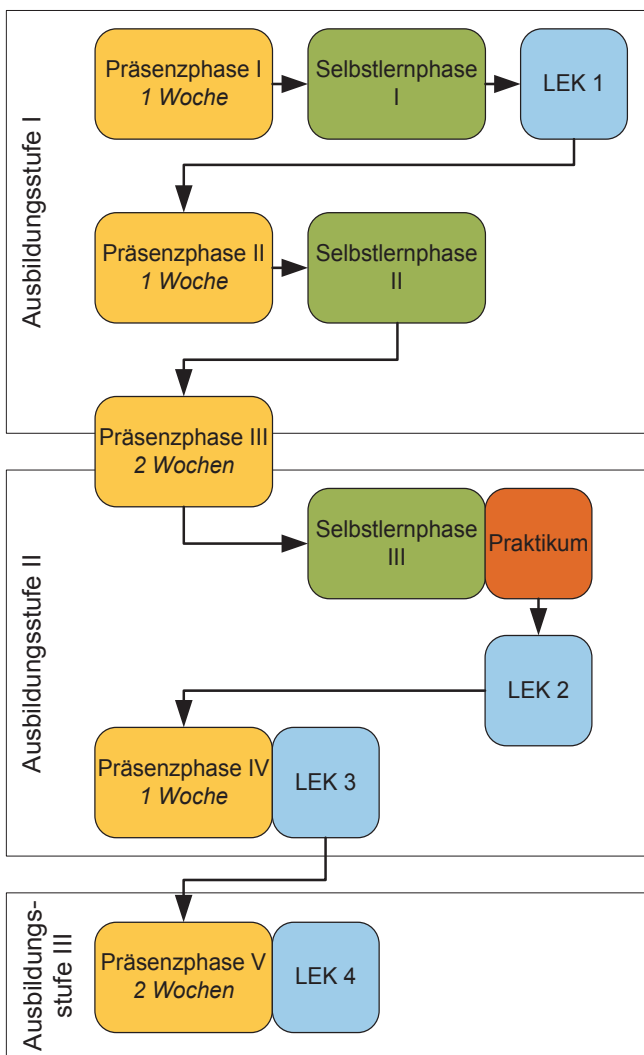 Ausbildungsstufe I
Präsenzphase I
1 Woche
Selbstlernphase
I
LEK 1
Präsenzphase II
1 Woche
Selbstlernphase
II
Präsenzphase III
2 Wochen
Ausbildungsstufe II
Selbstlernphase
III
Praktikum
LEK 2
Präsenzphase IV
1 Woche
LEK 3
Ausbildungs-
stufe III
Präsenzphase V
2 Wochen
LEK 4